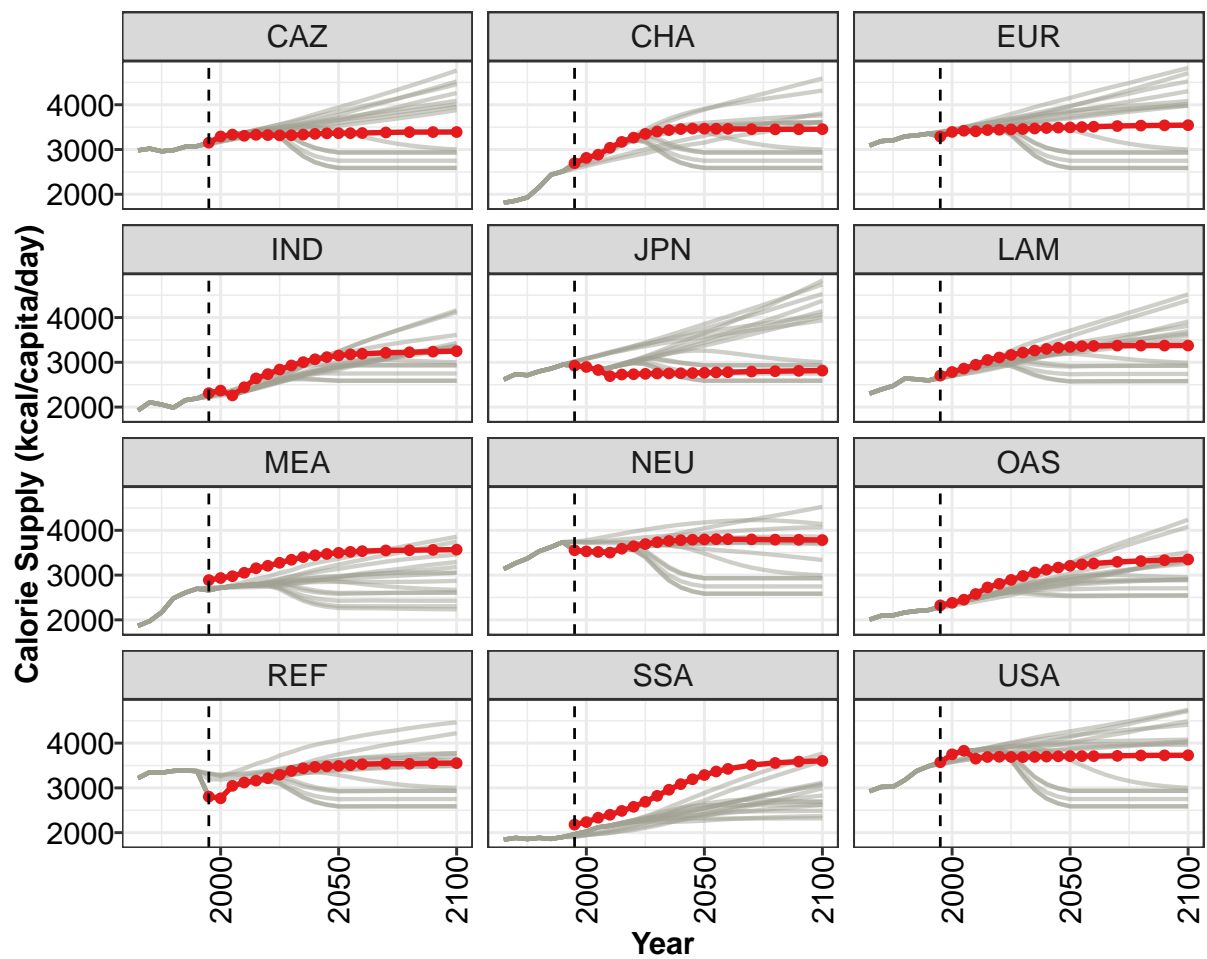 CAZ CHA EUR
4000
3000
2000
IND JPN LAM
4000
3000
2000
MEA NEU OAS
4000
3000
2000
REF SSA USA
4000
3000
2000
2000 2050 2100 2000 2050 2100 2000 2050 2100
Year
Calorie Supply (kcal/capita/day)